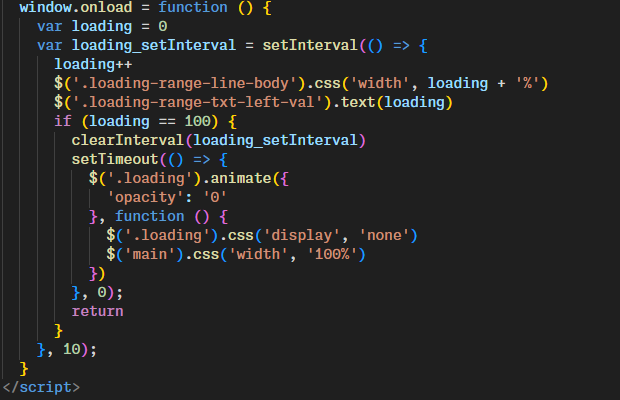 window.onload = function () {
var loading = 0
var loading_setInterval = setInterval(() => {
loading++
$('.loading-range-line-body').css('width', loading + '%')
$('.loading-range-txt-left-val').text(loading)
if (loading == 100) {
clearInterval(loading_setInterval)
setTimeout(() => {
$('.loading').animate({
'opacity': '0'
}, function () {
$('.loading').css('display', 'none')
$('main').css('width', '100%')
})
}, 0);
return
}
}, 10);
}
</script>